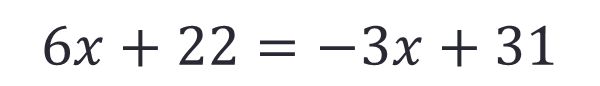 6x + 22 = −3x + 31